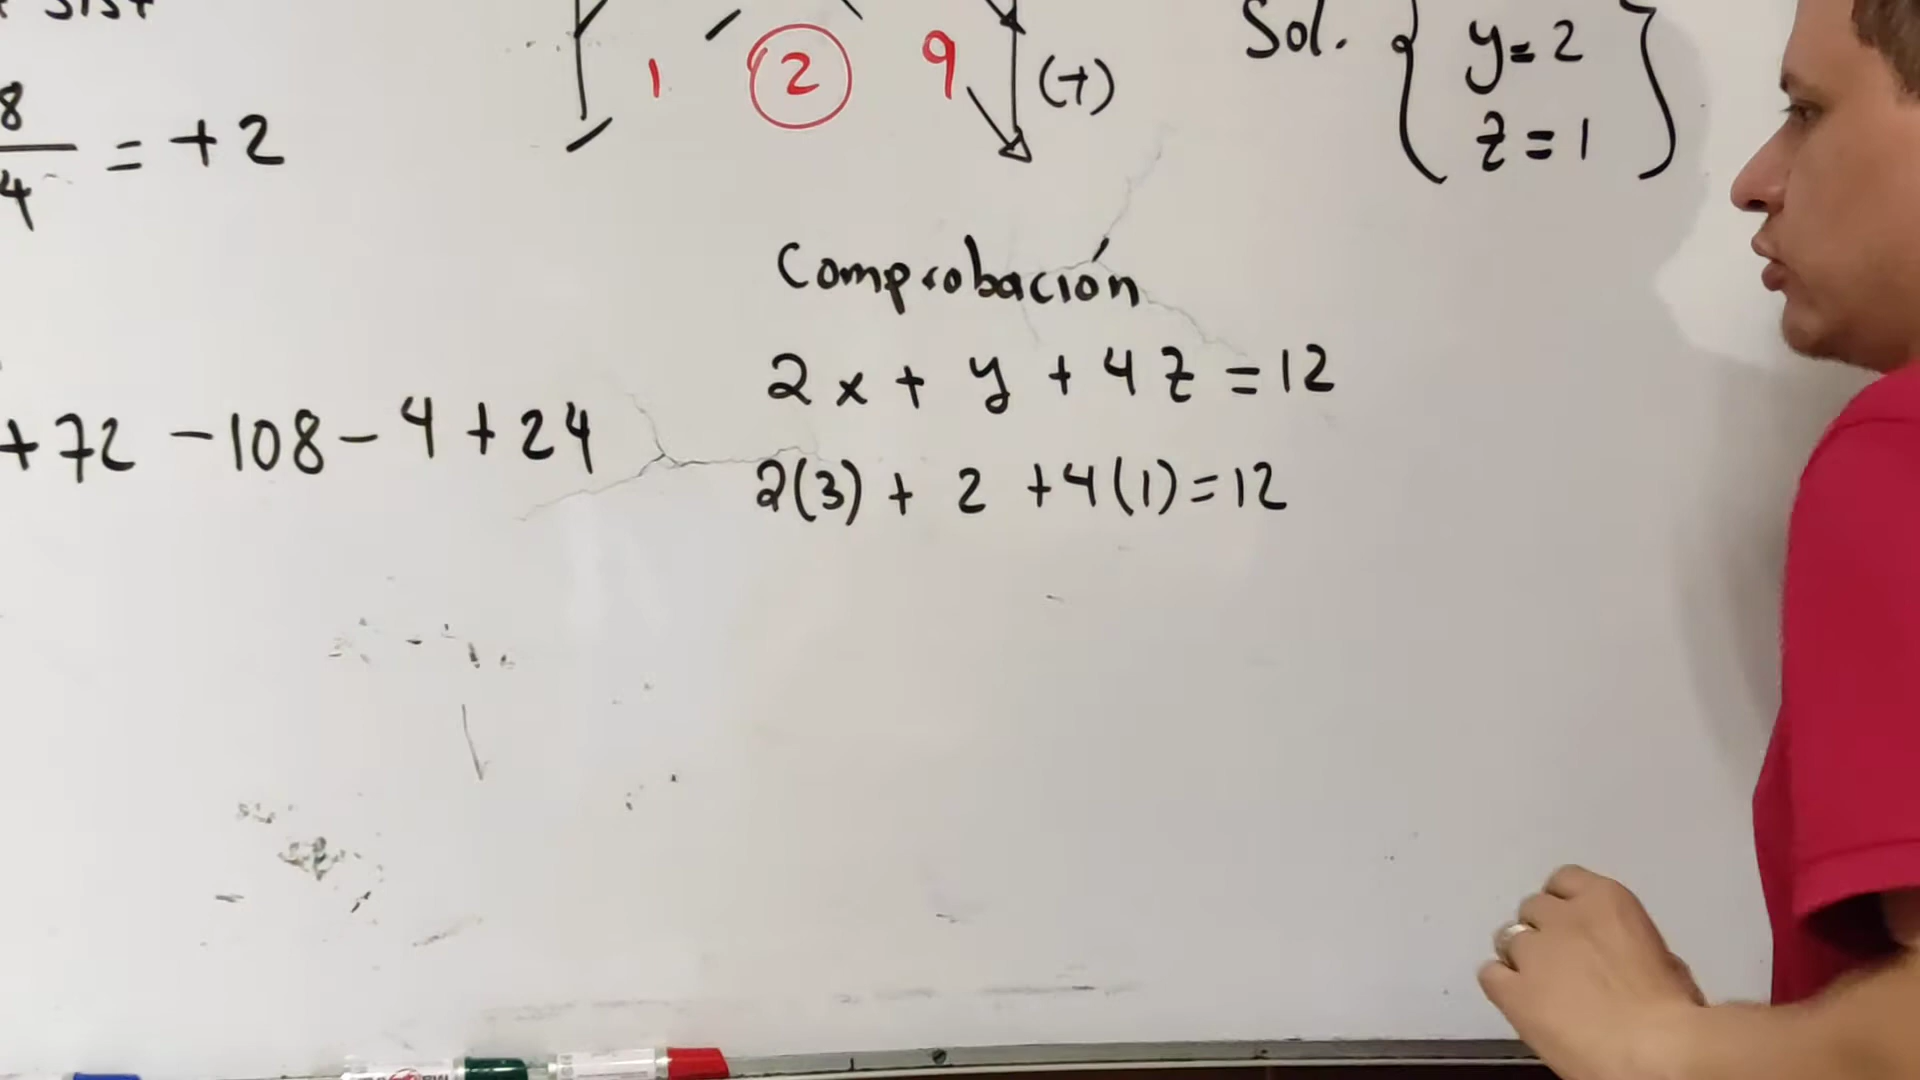 8
— = +2
4
1 2 9 (+)
Sol. { y = 2
z = 1 }
Comprobación
2x + y + 4z = 12
+72 -108 - 4 + 24
2(3) + 2 + 4(1) = 12